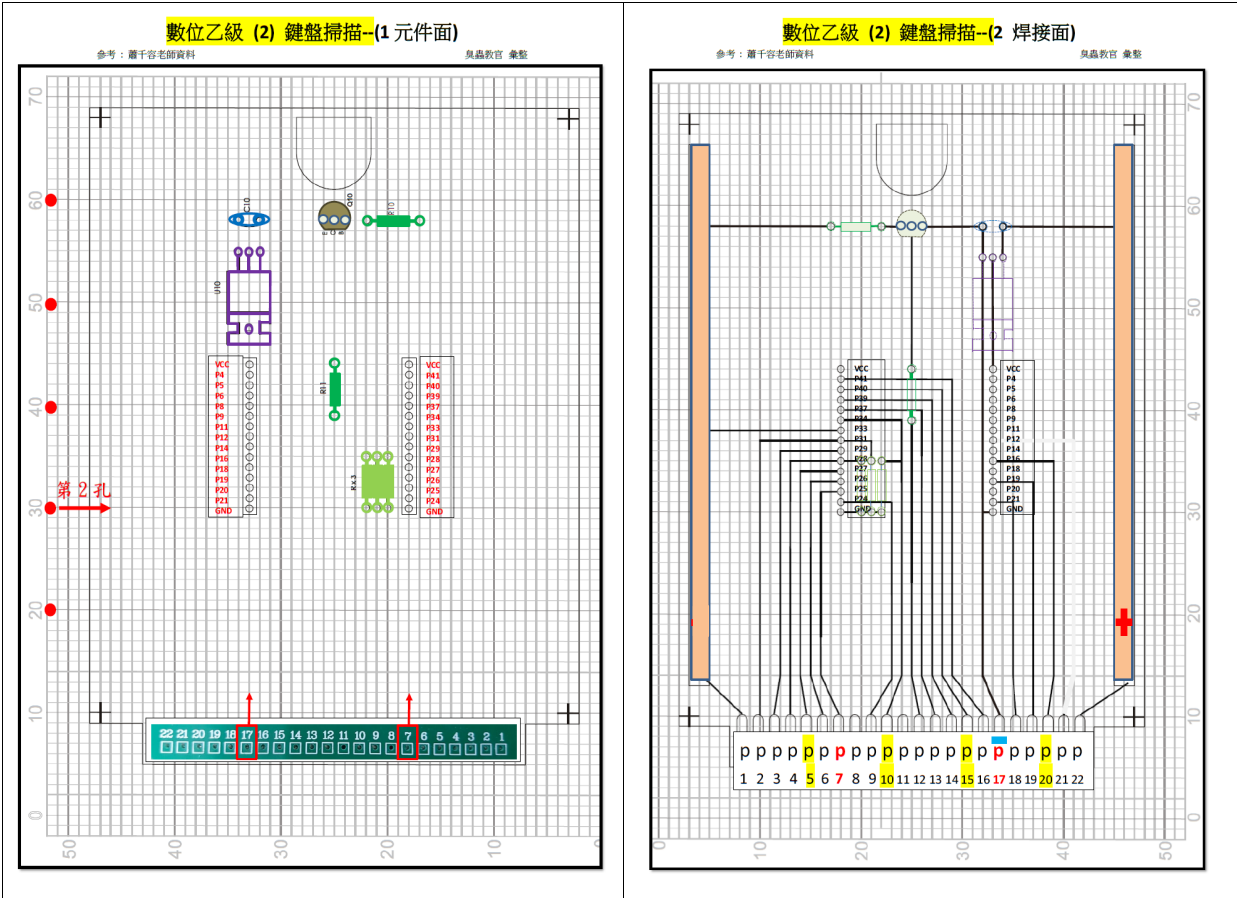 數位乙級 (2) 鍵盤掃描--(1 元件面)
參考：蕭千容老師資料
臭蟲教官 彙整
70
60
50
40
30
20
10
0
C10
Q10
E C B
R10
U10
VCC
P4
P5
P6
P8
P9
P11
P12
P14
P16
P18
P19
P20
P21
GND
R11
Rx3
VCC
P41
P40
P39
P37
P34
P33
P31
P29
P28
P27
P26
P25
P24
GND
第2孔
22 21 20 19 18 17 16 15 14 13 12 11 10 9 8 7 6 5 4 3 2 1
50 40 30 20 10
數位乙級 (2) 鍵盤掃描--(2 焊接面)
參考：蕭千容老師資料
臭蟲教官 彙整
70
60
50
40
30
20
10
0
VCC
P41
P40
P39
P37
P34
P33
P31
P29
P28
P27
P26
P25
P24
GND
VCC
P4
P5
P6
P8
P9
P11
P12
P14
P16
P18
P19
P20
P21
GND
p p p p p p p p p p p p p p p p p p p p p p
1 2 3 4 5 6 7 8 9 10 11 12 13 14 15 16 17 18 19 20 21 22
0 10 20 30 40 50